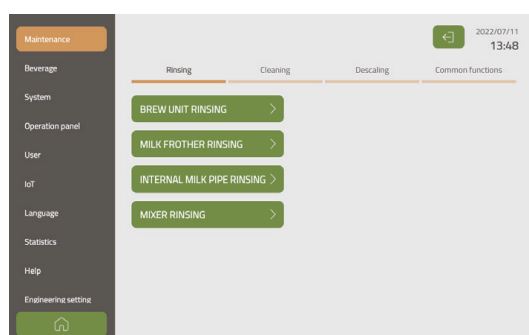 Maintenance
Beverage
System
Operation panel
User
IoT
Language
Statistics
Help
Engineering setting
2022/07/11
13:48
Rinsing Cleaning Descaling Common functions
BREW UNIT RINSING
MILK FROTHER RINSING
INTERNAL MILK PIPE RINSING
MIXER RINSING